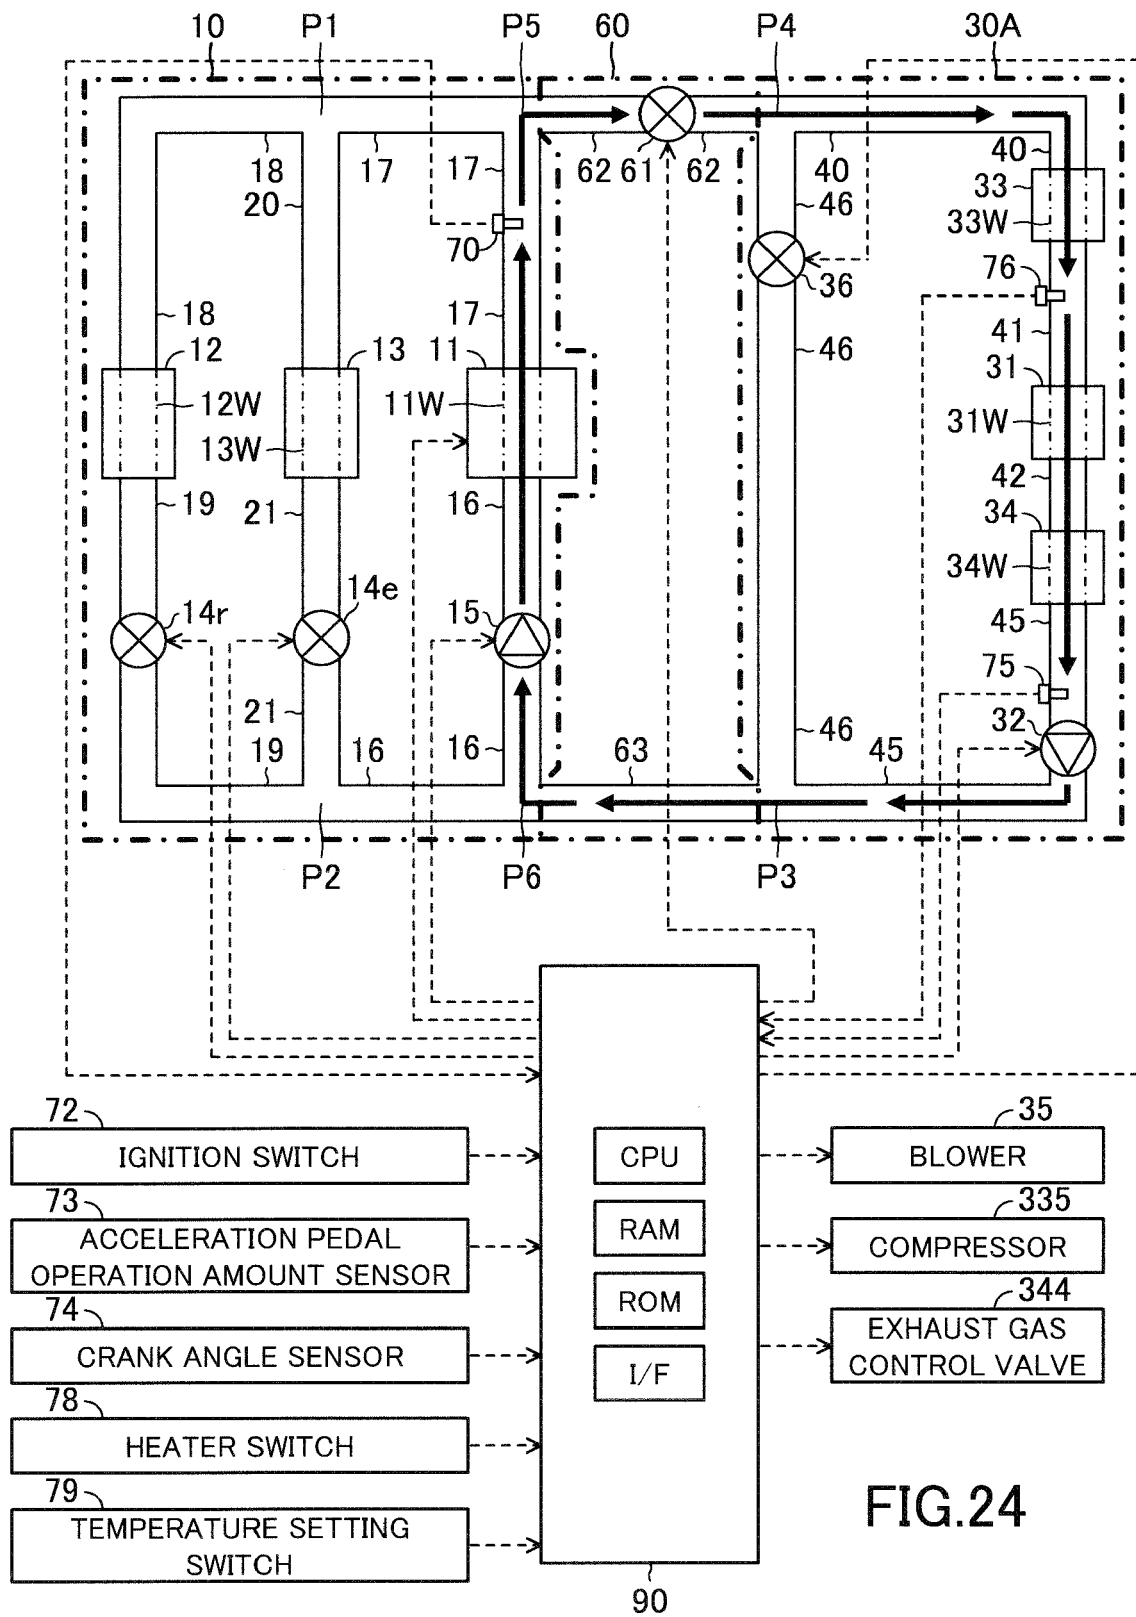 10 P1 P5 60 P4 30A
18 17 17 62 61 62 40 40
20 46 33
33W
70 36 76
18 17 46 41
12 13 11 31
12W 11W 31W
13W
19 21 16 42
34
34W
14r 14e 15 45
75
21 16 46 32
19 16 63 45
P2 P6 P3
72
IGNITION SWITCH
73
ACCELERATION PEDAL
OPERATION AMOUNT SENSOR
74
CRANK ANGLE SENSOR
78
HEATER SWITCH
79
TEMPERATURE SETTING
SWITCH
CPU
RAM
ROM
I/F
90
35
BLOWER
335
COMPRESSOR
344
EXHAUST GAS
CONTROL VALVE
FIG.24